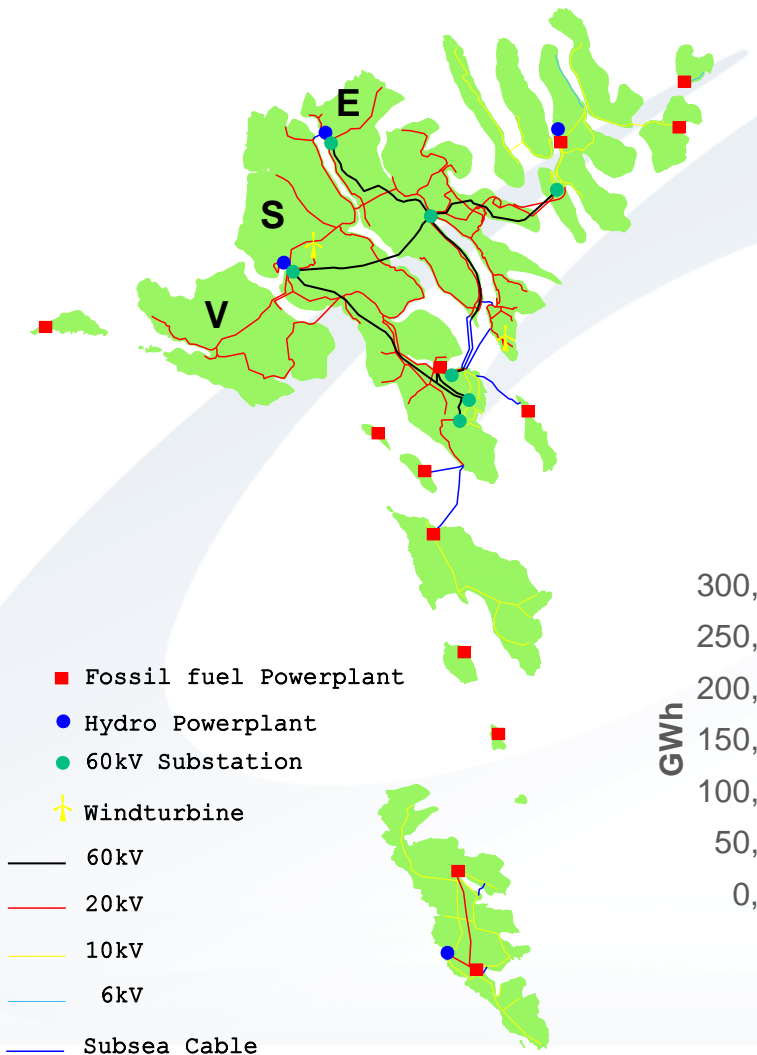 E
S
V
Fossil fuel Powerplant
Hydro Powerplant
60kV Substation
Windturbine
60kV
20kV
10kV
6kV
Subsea Cable
GWh
300,
250,
200,
150,
100,
50,
0,